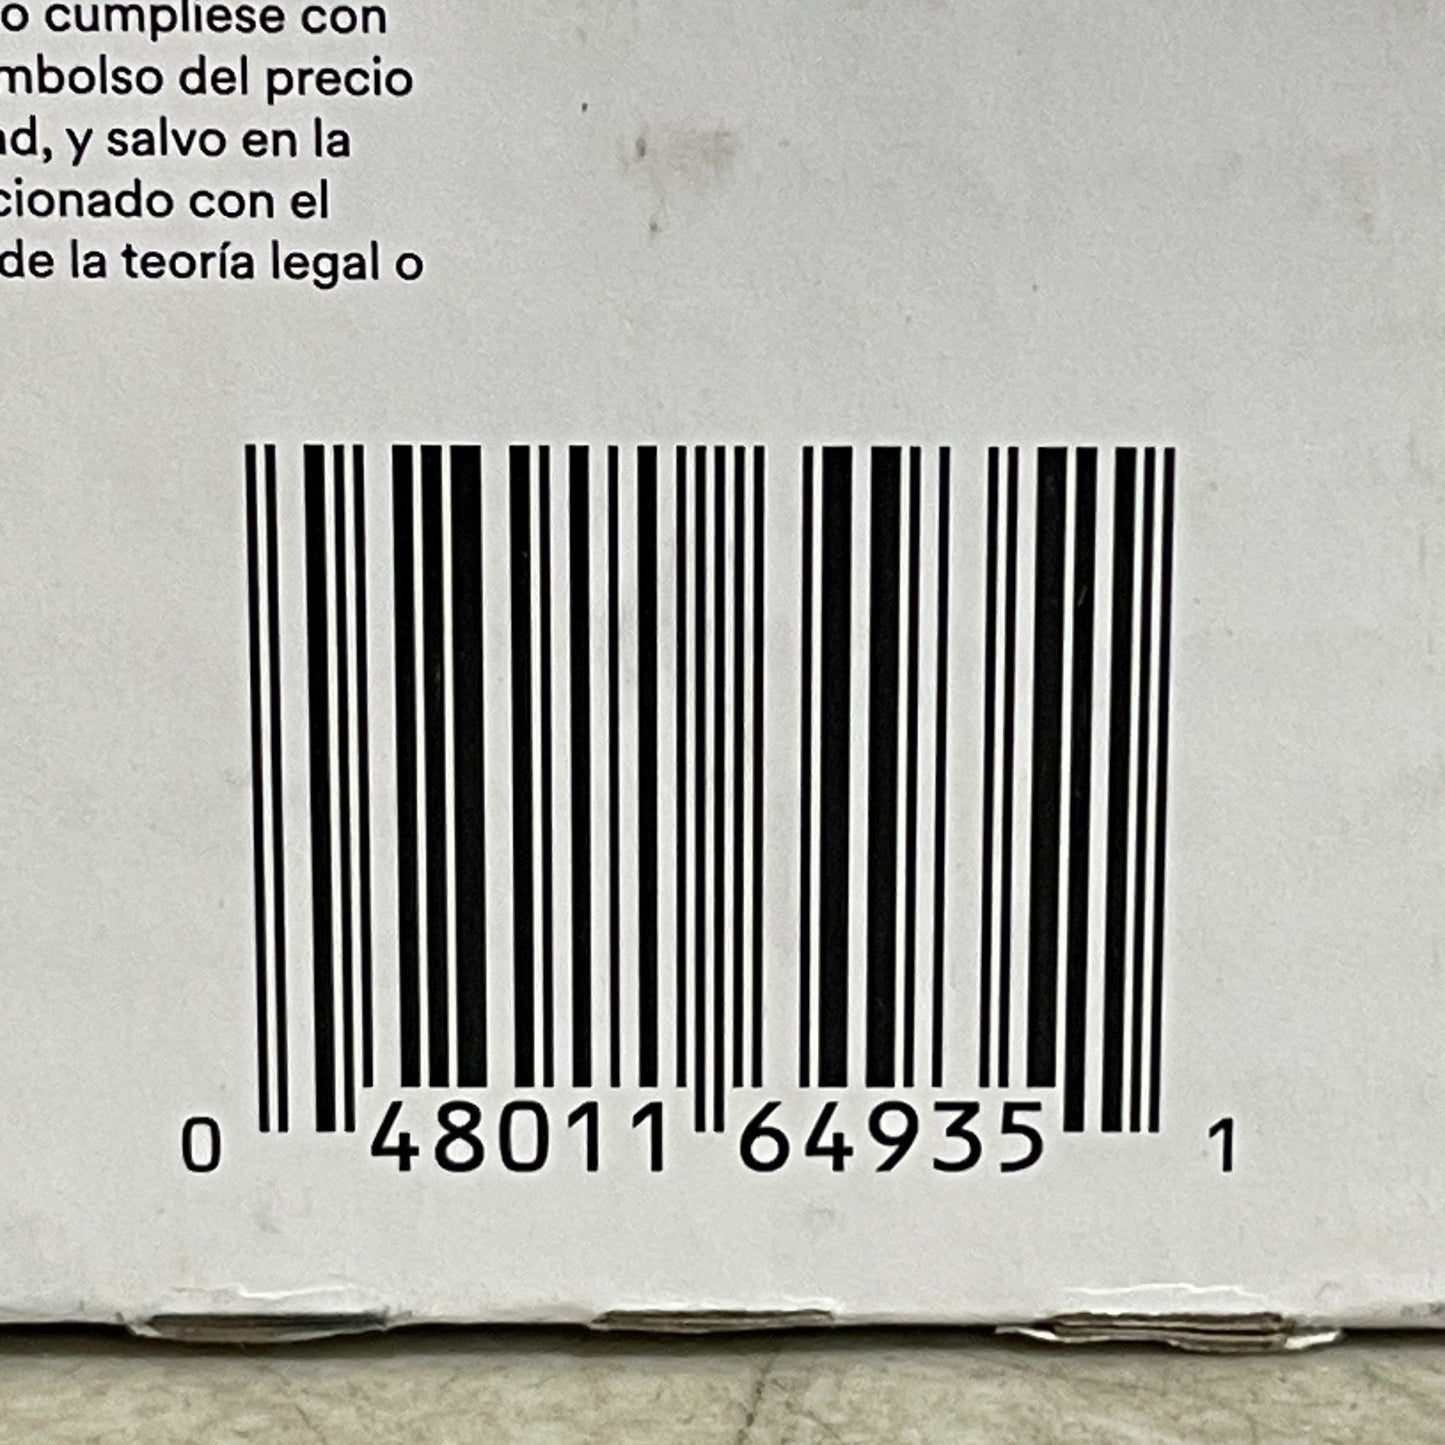 o cumpliese con
mbolso del precio
ad, y salvo en la
cionado con el
de la teoría legal o
0 48011 64935 1